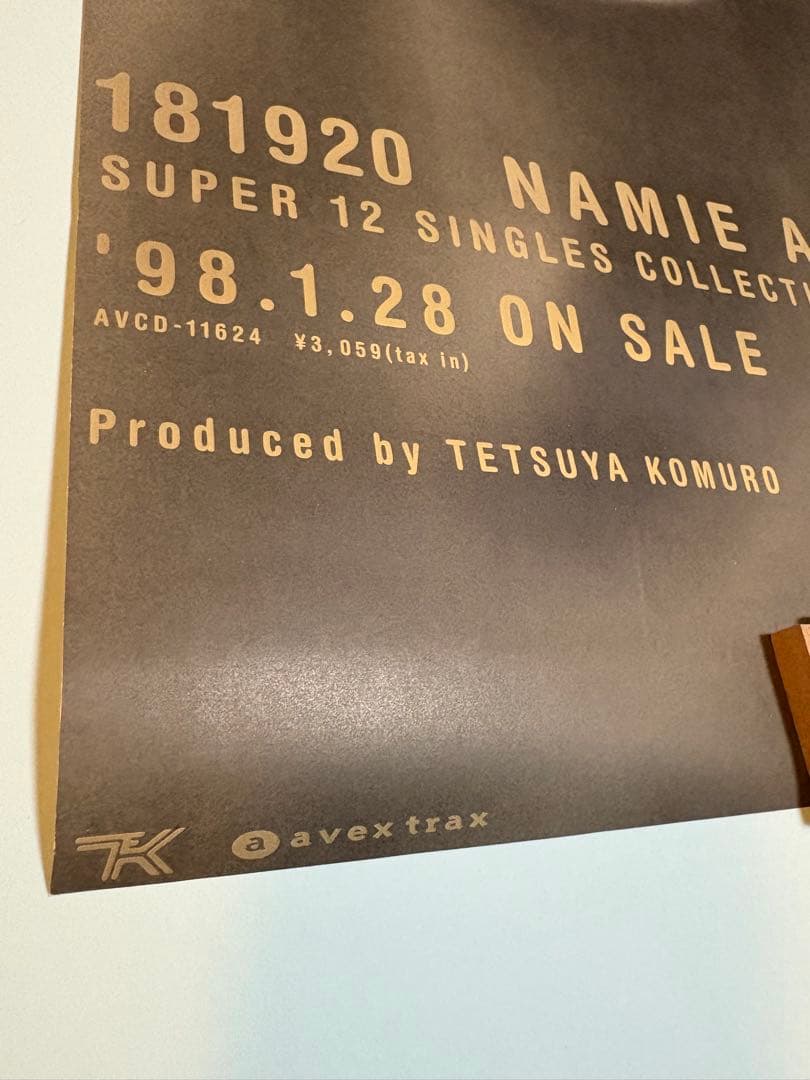 181920 NAMIE A
SUPER 12 SINGLES COLLECTI
'98.1.28 ON SALE
AVCD-11624 ¥3,059(tax in)
Produced by TETSUYA KOMURO
TK a avex trax